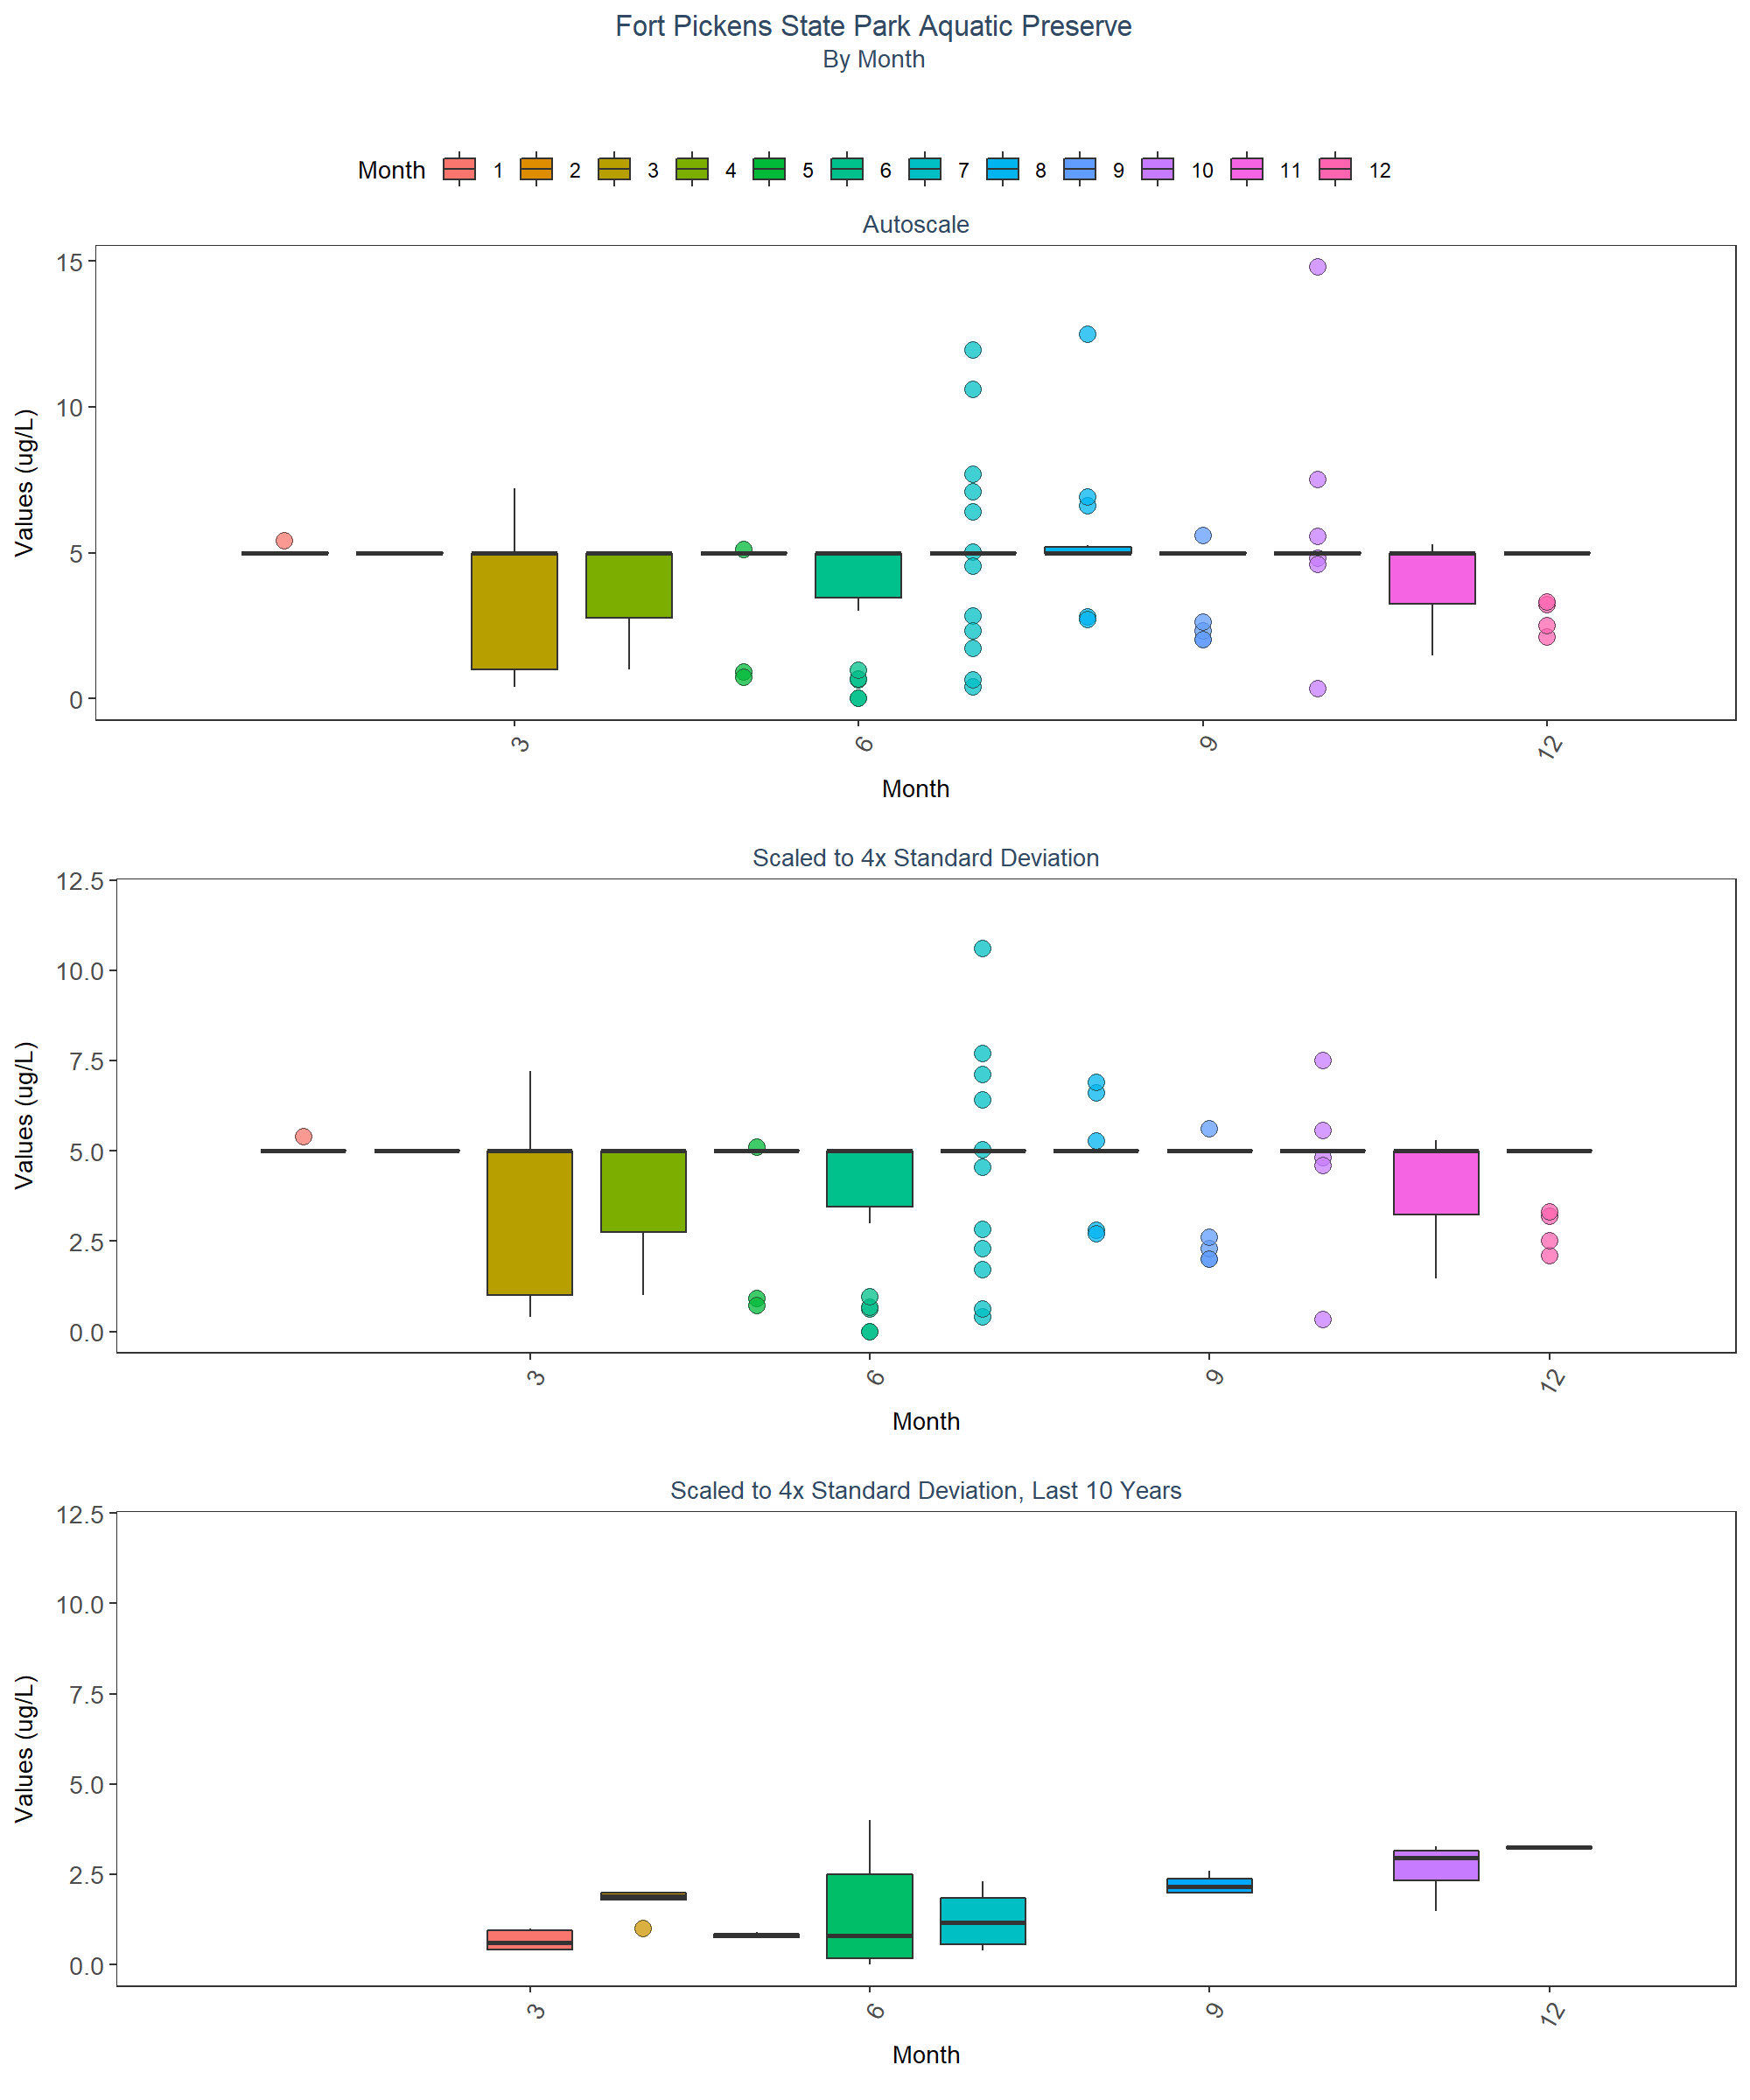 Fort Pickens State Park Aquatic Preserve
By Month
Month 1 2 3 4 5 6 7 8 9 10 11 12
Autoscale
Values (ug/L)
15
10
5
0
3 6 9 12
Month
Scaled to 4x Standard Deviation
Values (ug/L)
12.5
10.0
7.5
5.0
2.5
0.0
3 6 9 12
Month
Scaled to 4x Standard Deviation, Last 10 Years
Values (ug/L)
12.5
10.0
7.5
5.0
2.5
0.0
3 6 9 12
Month